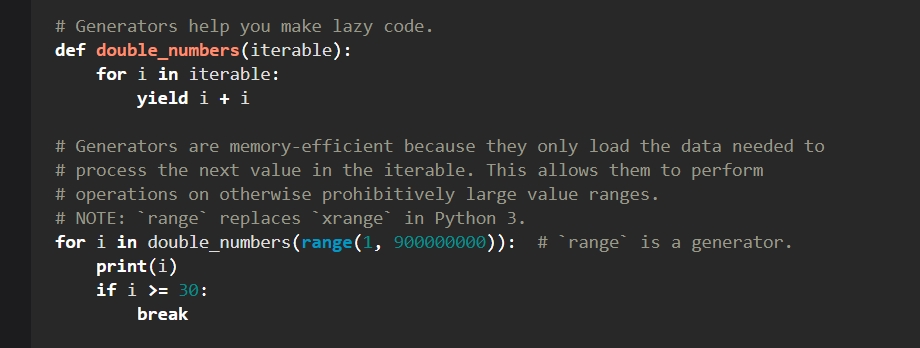 # Generators help you make lazy code.
def double_numbers(iterable):
    for i in iterable:
        yield i + i

# Generators are memory-efficient because they only load the data needed to
# process the next value in the iterable. This allows them to perform
# operations on otherwise prohibitively large value ranges.
# NOTE: `range` replaces `xrange` in Python 3.
for i in double_numbers(range(1, 900000000)):  # `range` is a generator.
    print(i)
    if i >= 30:
        break